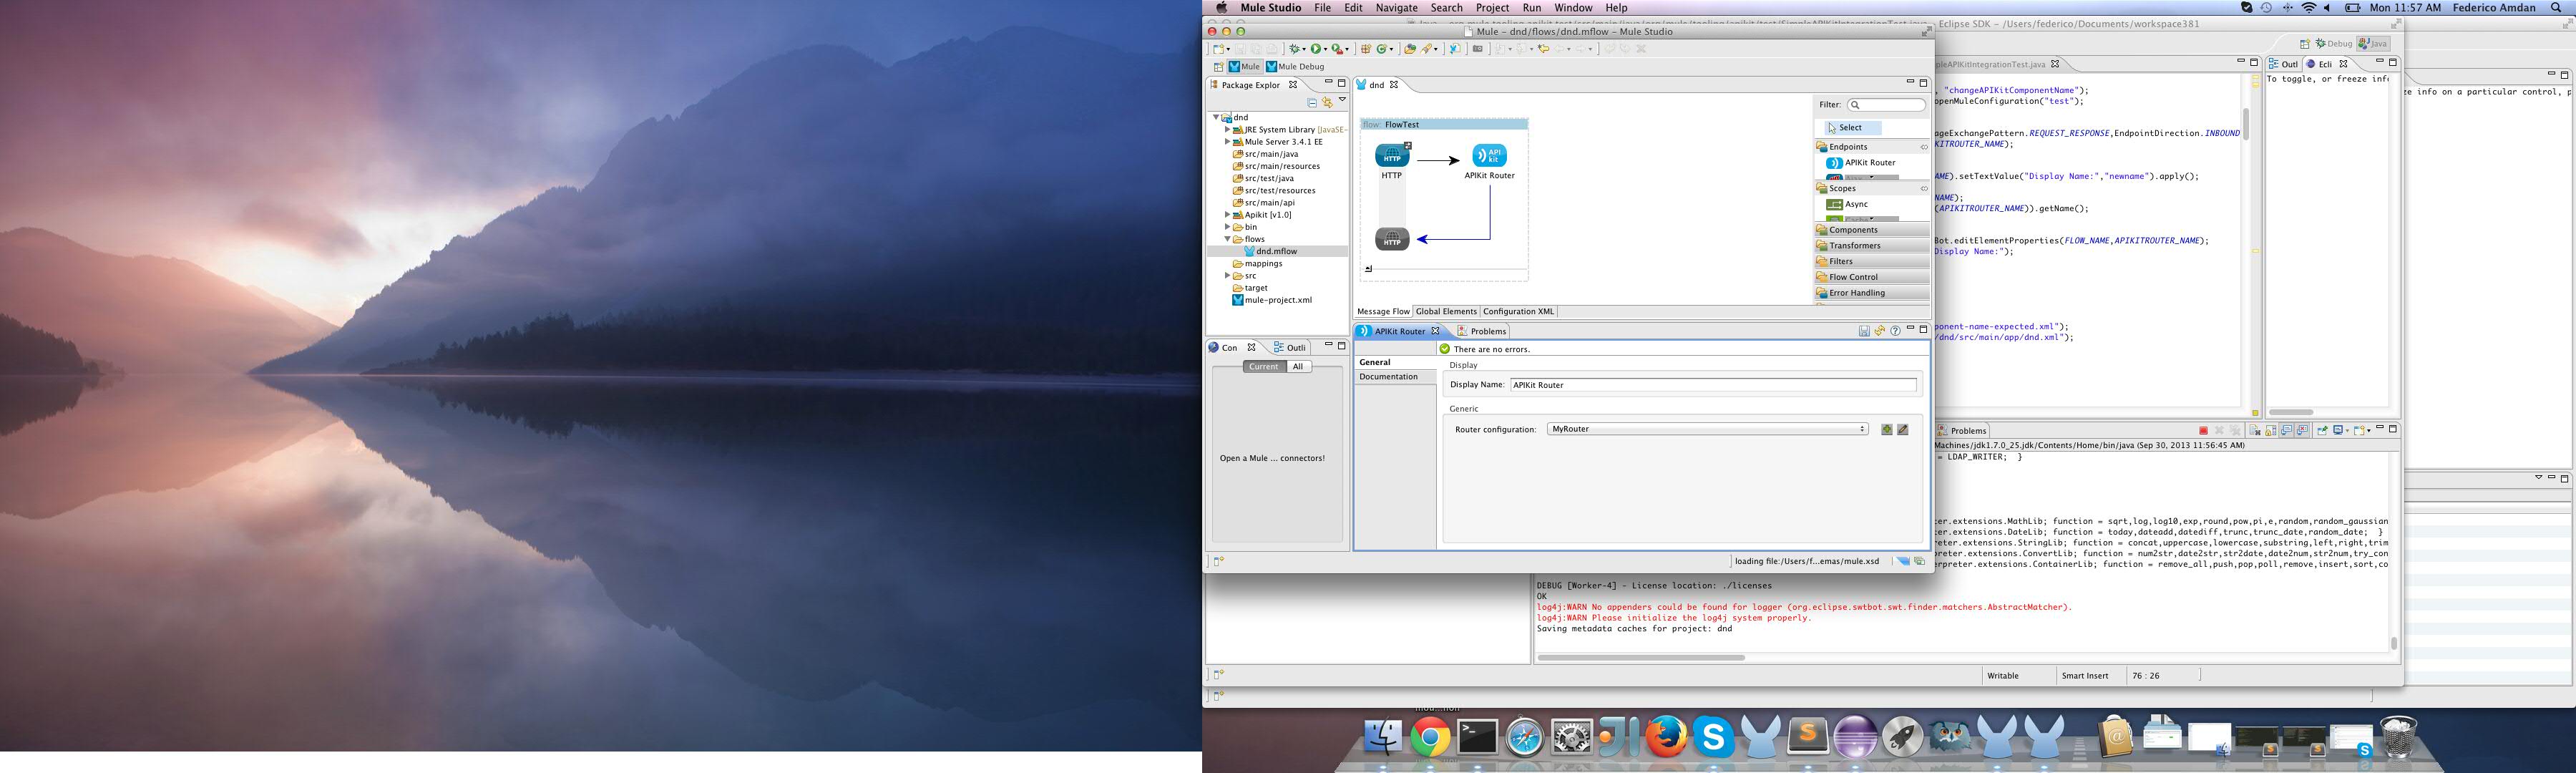 Mule Studio File Edit Navigate Search Project Run Window Help
Mon 11:57 AM Federico Amdan
Eclipse SDK - /Users/federico/Documents/workspace381
Mule - dnd/flows/dnd.mflow - Mule Studio
Mule Mule Debug
Package Explor
dnd
JRE System Library [JavaSE-
Mule Server 3.4.1 EE
src/main/java
src/main/resources
src/test/java
src/test/resources
src/main/api
Apikit [v1.0]
bin
flows
dnd.mflow
mappings
src
target
mule-project.xml
Con Outli
Current All
Open a Mule ... connectors!
dnd
flow: FlowTest
HTTP
API
kit
HTTP
APIKit Router
HTTP
Filter:
Select
Endpoints
APIKit Router
Scopes
Async
Components
Transformers
Filters
Flow Control
Error Handling
Message Flow Global Elements Configuration XML
APIKit Router Problems
There are no errors.
General
Documentation
Display
Display Name: APIKit Router
Generic
Router configuration: MyRouter
loading file:/Users/f...emas/mule.xsd
Debug Java
pleAPIKitIntegrationTest.java
, "changeAPIKitComponentName");
openMuleConfiguration("test");
ageExchangePattern.REQUEST_RESPONSE,EndpointDirection.INBOUND
KITROUTER_NAME);
AME).setTextValue("Display Name:","newname").apply();
NAME);
(APIKITROUTER_NAME)).getName();
Bot.editElementProperties(FLOW_NAME,APIKITROUTER_NAME);
Display Name:");
ponent-name-expected.xml");
/dnd/src/main/app/dnd.xml");
Outl Ecli
To toggle, or freeze info
ze info on a particular control, p
Problems
Machines/jdk1.7.0_25.jdk/Contents/Home/bin/java (Sep 30, 2013 11:56:45 AM)
= LDAP_WRITER; }
ter.extensions.MathLib; function = sqrt,log,log10,exp,round,pow,pi,e,random,random_gaussian
ter.extensions.DateLib; function = today,dateadd,datediff,trunc,trunc_date,random_date; }
preter.extensions.StringLib; function = concat,uppercase,lowercase,substring,left,right,trim
preter.extensions.ConvertLib; function = num2str,date2str,str2date,date2num,str2num,try_con
erpreter.extensions.ContainerLib; function = remove_all,push,pop,poll,remove,insert,sort,co
DEBUG [Worker-4] - License location: ./licenses
OK
log4j:WARN No appenders could be found for logger (org.eclipse.swtbot.swt.finder.matchers.AbstractMatcher).
log4j:WARN Please initialize the log4j system properly.
Saving metadata caches for project: dnd
Writable Smart Insert 76 : 26